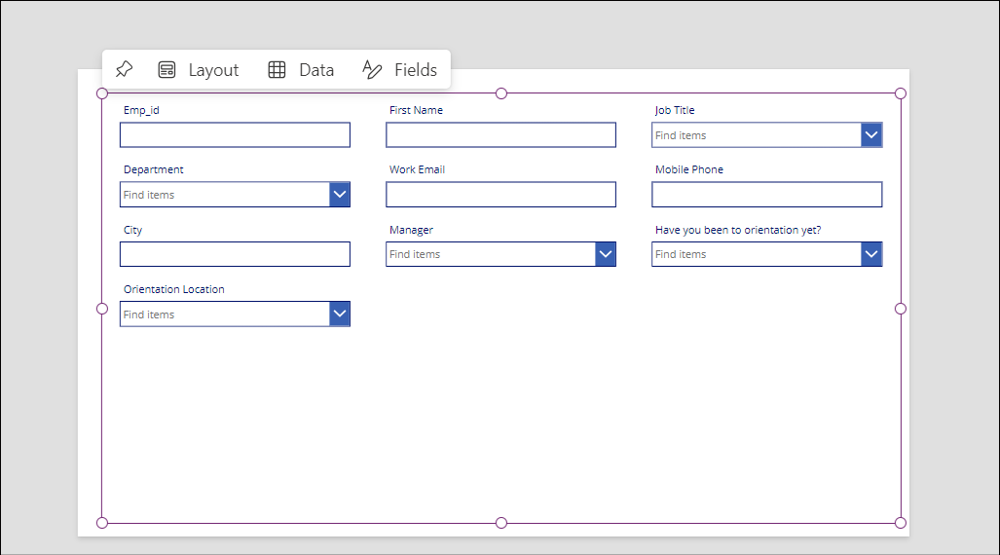 Layout Data Fields
Emp_id First Name Job Title
Find items
Department Work Email Mobile Phone
Find items
City Manager Have you been to orientation yet?
Find items Find items
Orientation Location
Find items